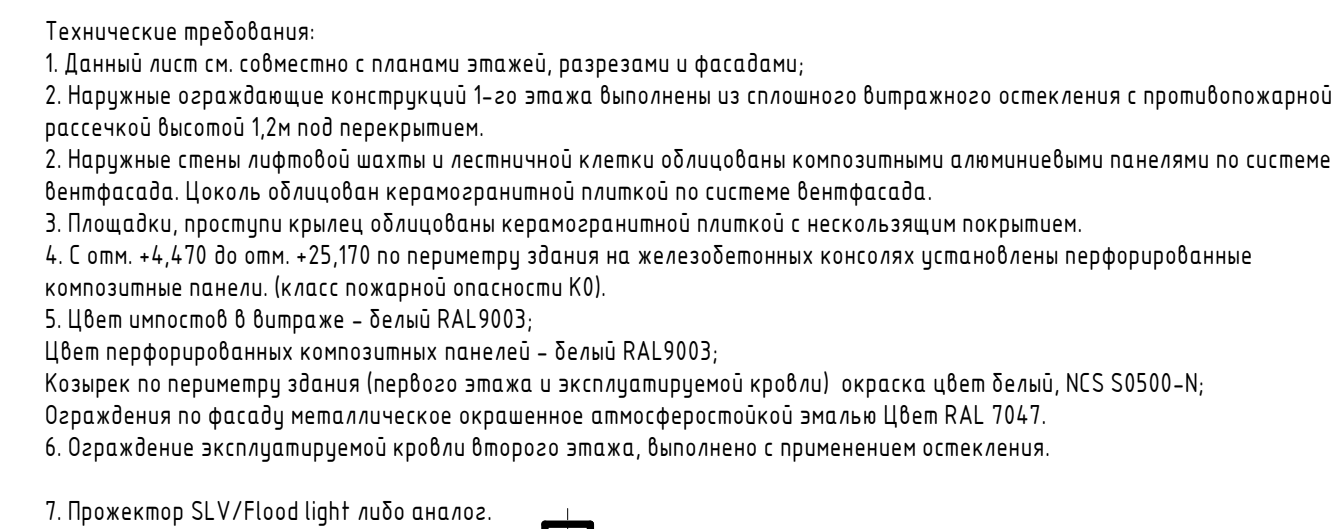 Технические требования:
1. Данный лист см. совместно с планами этажей, разрезами и фасадами;
2. Наружные ограждающие конструкций 1-го этажа выполнены из сплошного витражного остекления с противопожарной
рассечкой высотой 1,2м под перекрытием.
2. Наружные стены лифтовой шахты и лестничной клетки облицованы композитными алюминиевыми панелями по системе
вентфасада. Цоколь облицован керамогранитной плиткой по системе вентфасада.
3. Площадки, проступи крылец облицованы керамогранитной плиткой с нескользящим покрытием.
4. С отм. +4,470 до отм. +25,170 по периметру здания на железобетонных консолях установлены перфорированные
композитные панели. (класс пожарной опасности К0).
5. Цвет импостов в витраже - белый RAL9003;
Цвет перфорированных композитных панелей - белый RAL9003;
Козырек по периметру здания (первого этажа и эксплуатируемой кровли) окраска цвет белый, NCS S0500-N;
Ограждения по фасаду металлическое окрашенное атмосферостойкой эмалью Цвет RAL 7047.
6. Ограждение эксплуатируемой кровли второго этажа, выполнено с применением остекления.
7. Прожектор SLV/Flood light либо аналог.